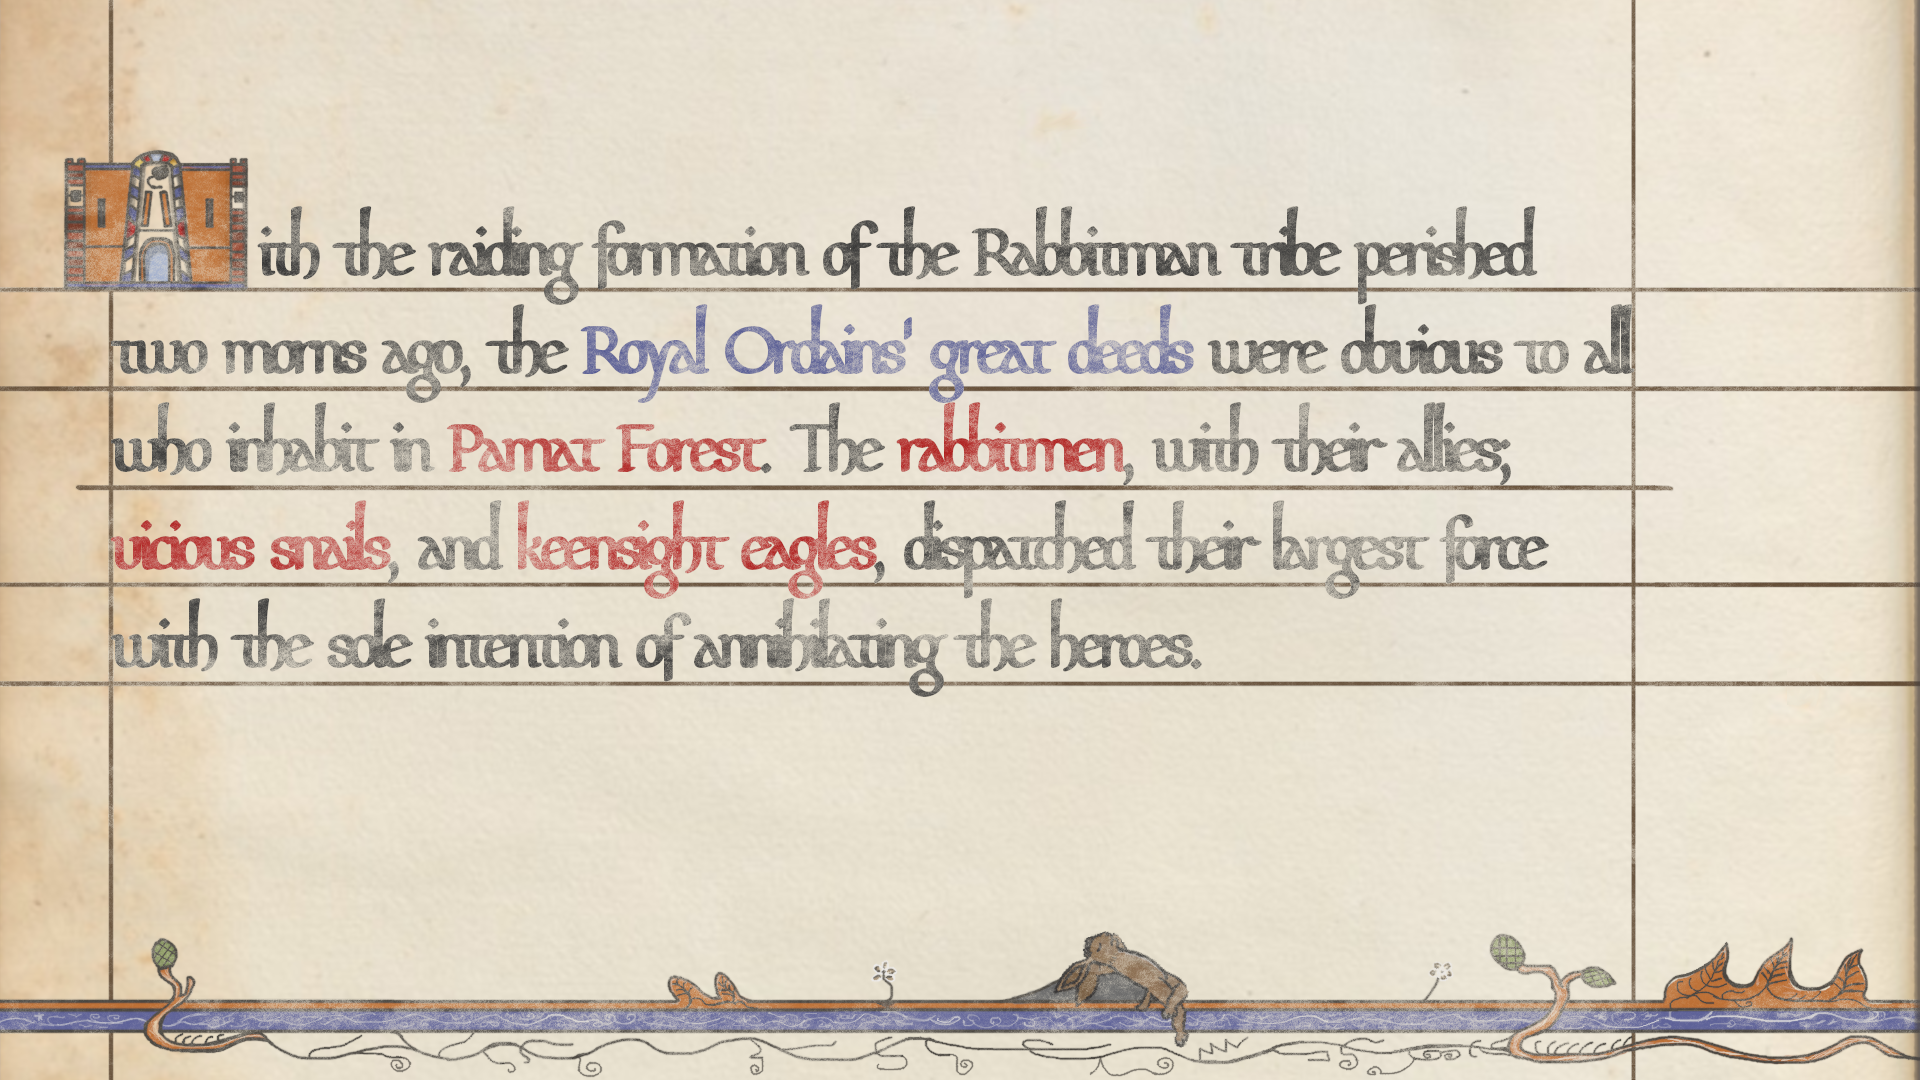 With the raiding formation of the Rabbitman tribe perished
two morns ago, the Royal Ordains' great deeds were obvious to all
who inhabit in Parnat Forest. The rabbitmen, with their allies;
vicious snails, and keensight eagles, dispatched their largest force
with the sole intention of annihilating the heroes.